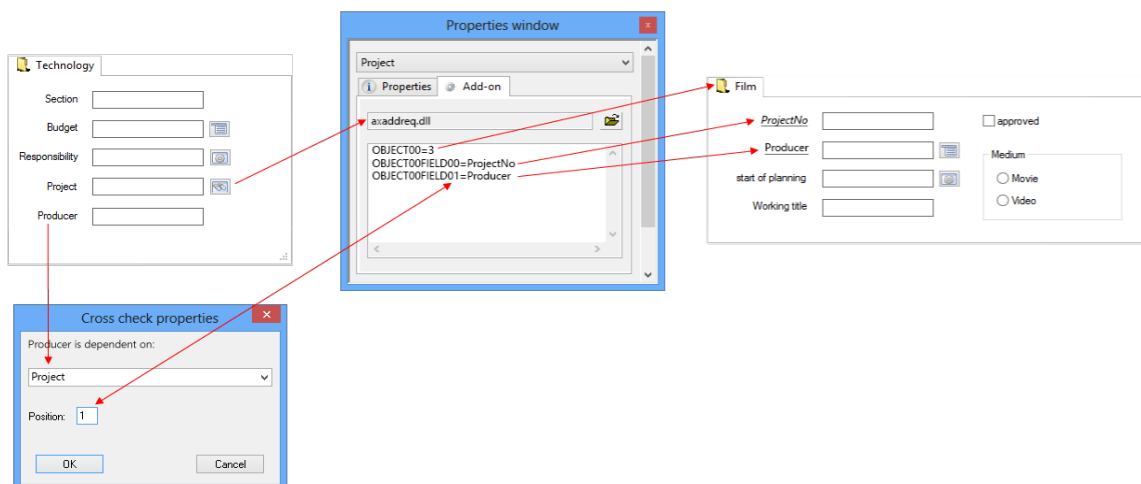 Technology
Section
Budget
Responsibility
Project
Producer
Properties window
x
Project
i Properties
Add-on
axaddreq.dll
OBJECT00=3
OBJECT00FIELD00=ProjectNo
OBJECT00FIELD01=Producer
Film
ProjectNo
approved
Producer
Medium
start of planning
Movie
Video
Working title
Cross check properties
Producer is dependent on:
Project
Position: 1
OK Cancel